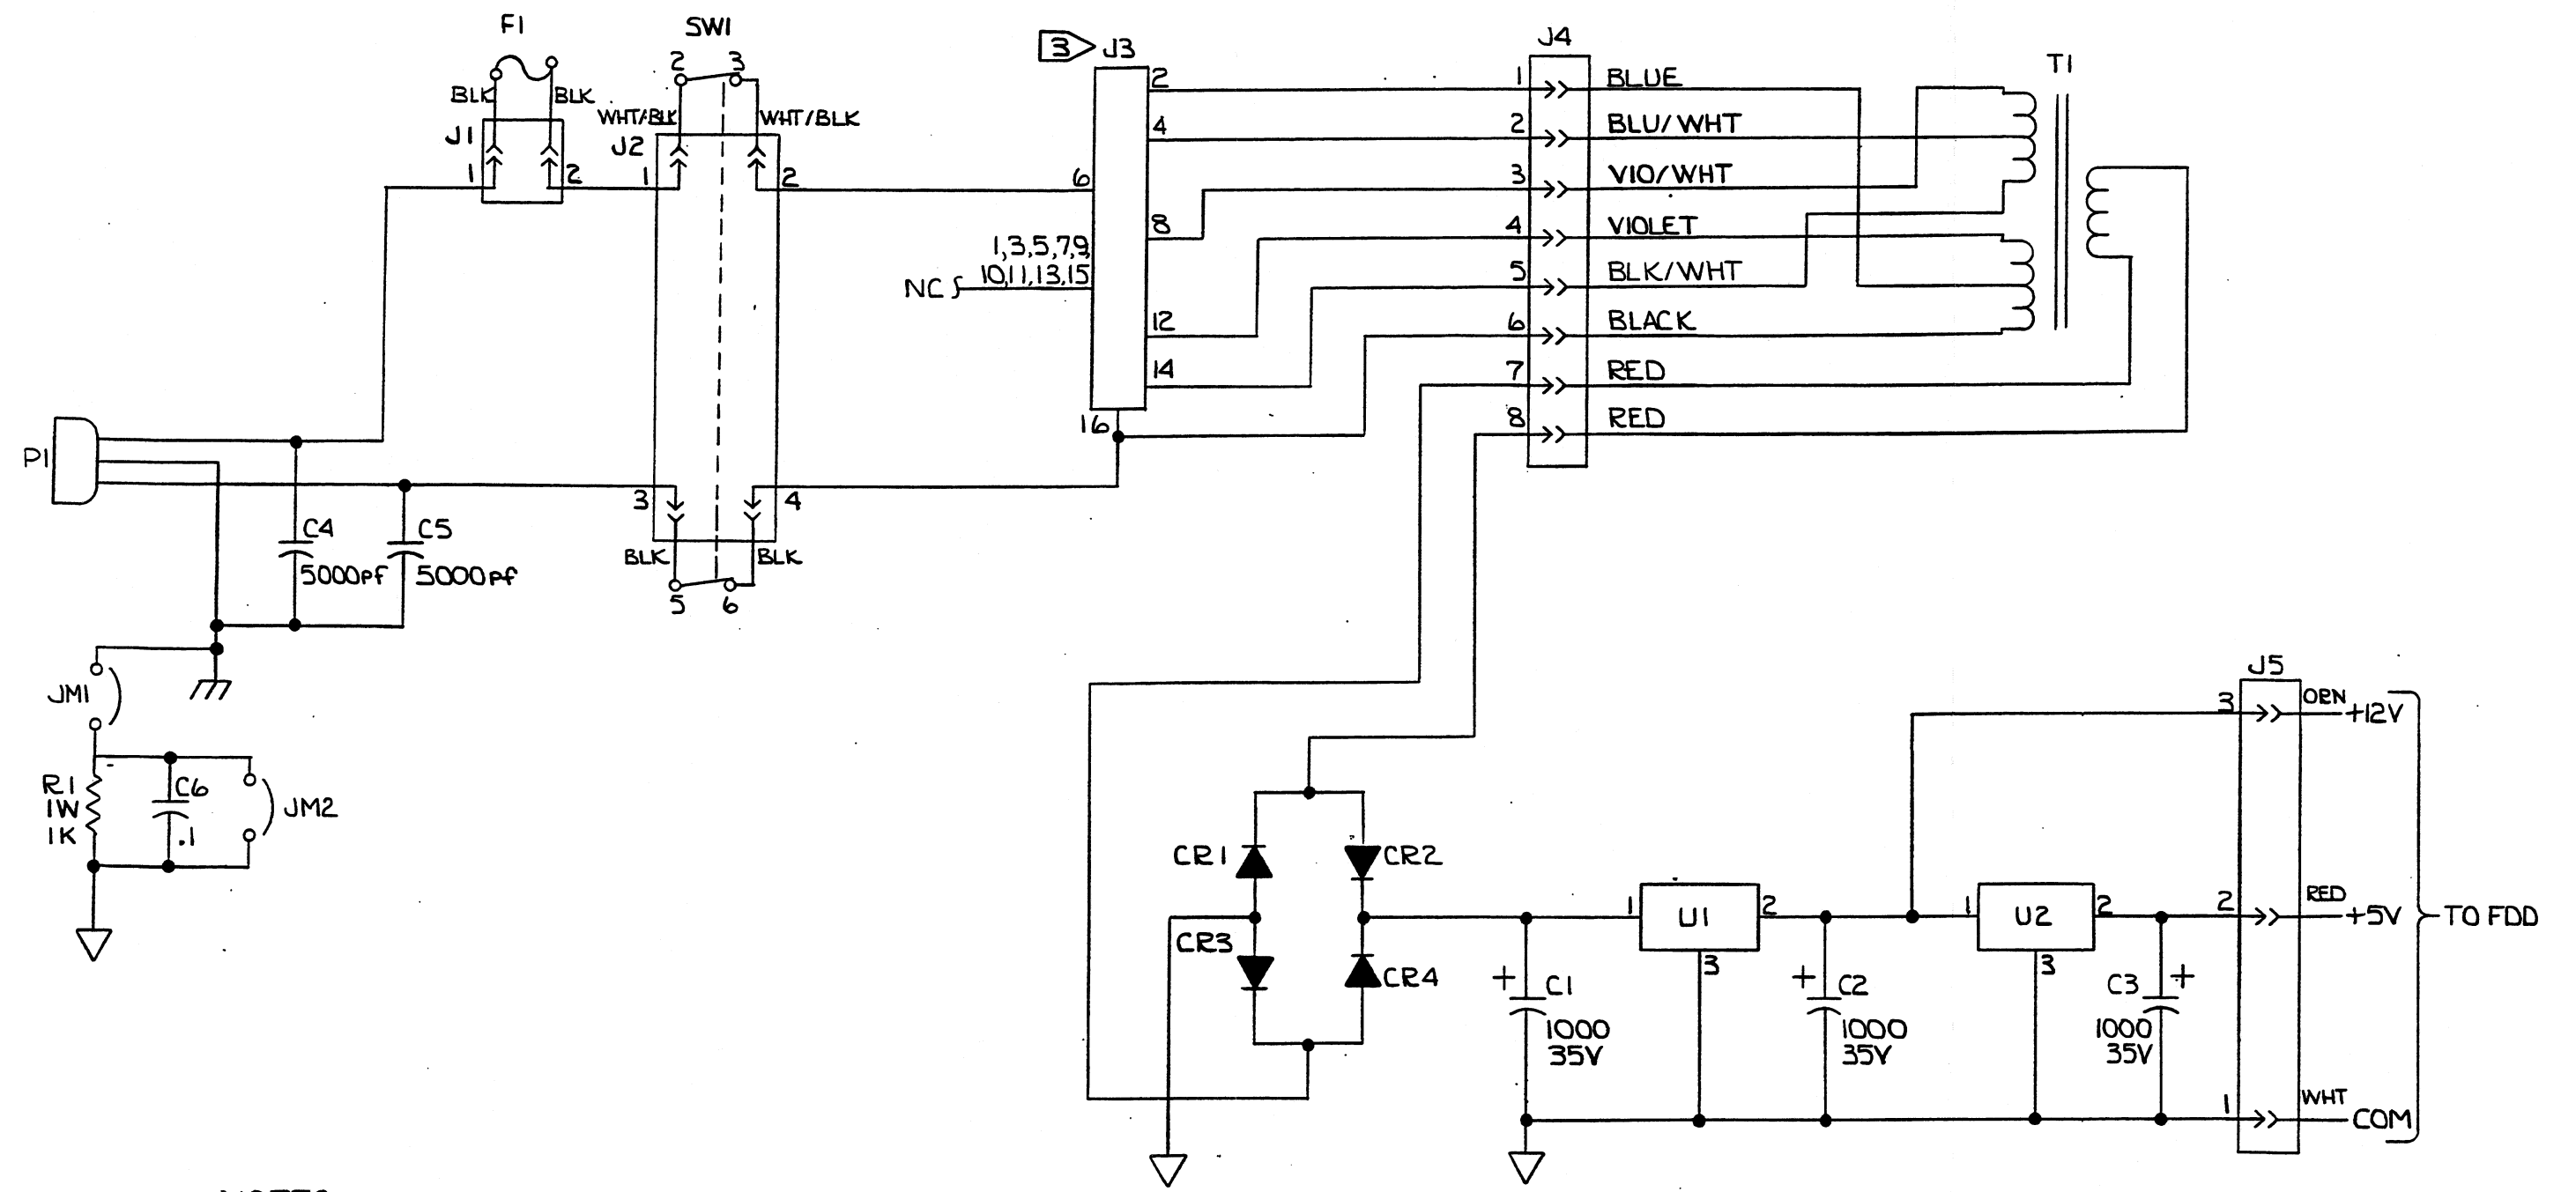 F1
BLK
BLK
J1
1
2
SW1
2
3
WHT/BLK
WHT/BLK
J2
1
2
3
4
BLK
BLK
5
6
3
J3
2
4
6
8
1,3,5,7,9,
10,11,13,15
NC
12
14
16
J4
1
BLUE
2
BLU/WHT
3
VIO/WHT
4
VIOLET
5
BLK/WHT
6
BLACK
7
RED
8
RED
T1
P1
C4
5000pf
C5
5000pf
JM1
R1
1W
1K
C6
.1
JM2
CR1
CR2
CR3
CR4
1
U1
2
3
+
C1
1000
35V
+
C2
1000
35V
1
U2
2
3
C3
+
1000
35V
J5
3
ORN
+12V
2
RED
+5V
TO FDD
1
WHT
COM